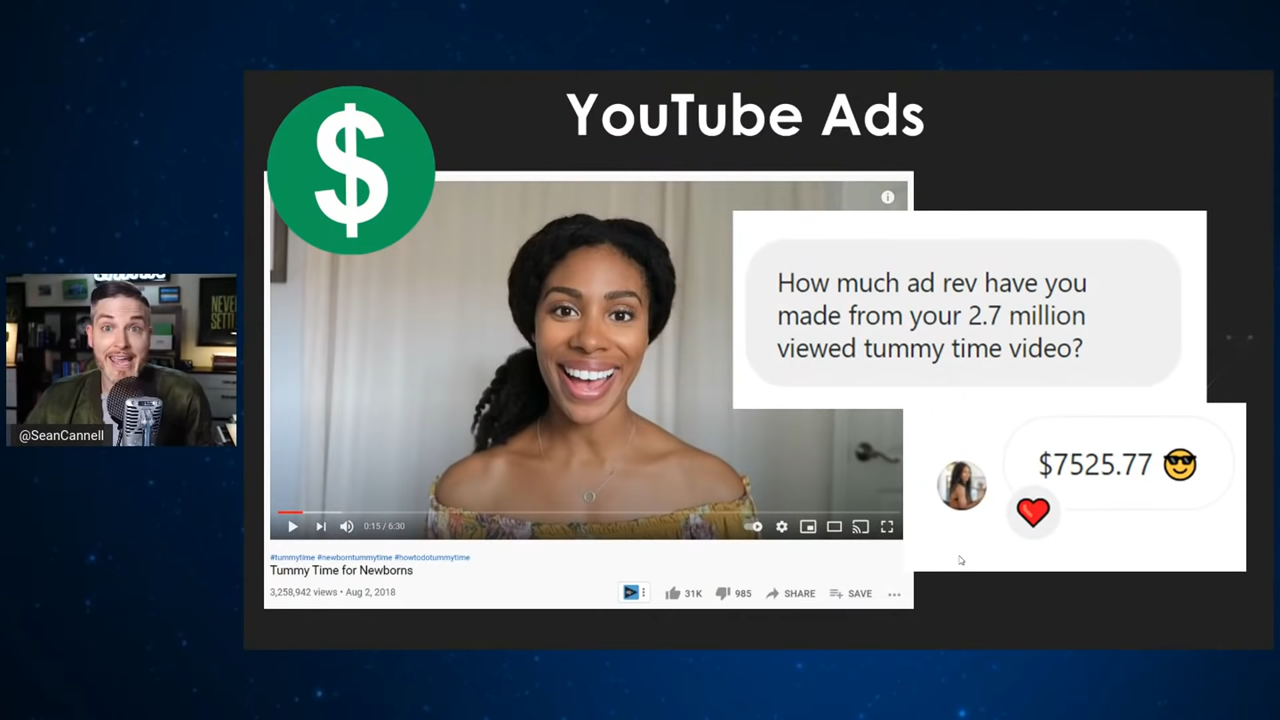 YouTube Ads
$
How much ad rev have you
made from your 2.7 million
viewed tummy time video?
$7525.77 😎
NEVER
SETTL
@SeanCannell
0:15 / 6:30
#tummytime #newborntummytime #howtodotummytime
Tummy Time for Newborns
3,258,942 views • Aug 2, 2018
31K 985 SHARE SAVE